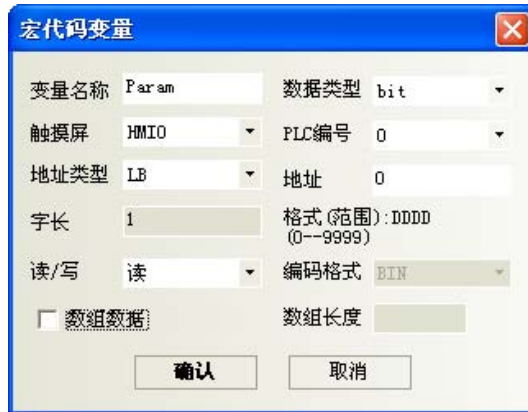 宏代码变量
变量名称 Param 数据类型 bit
触摸屏 HMI0 PLC编号 0
地址类型 LB 地址 0
字长 1 格式(范围):DDDD
(0--9999)
读/写 读 编码格式 BIN
数组数据 数组长度
确认 取消